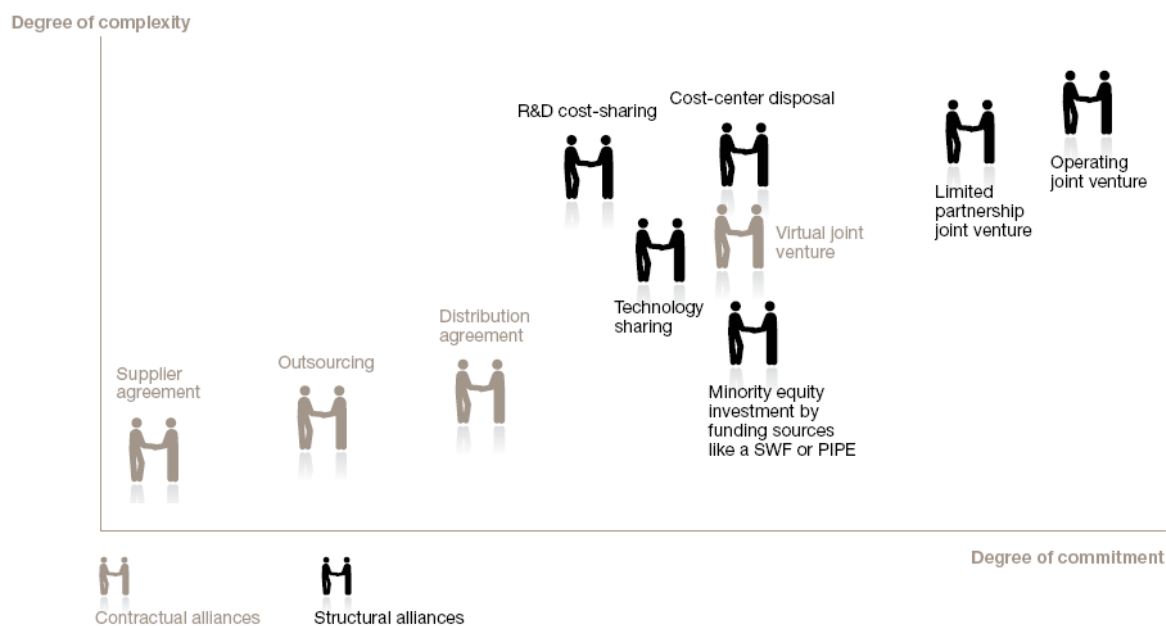 Degree of complexity
Cost-center disposal
R&D cost-sharing
Operating
joint venture
Limited
partnership
joint venture
Virtual joint
venture
Technology
sharing
Distribution
agreement
Outsourcing
Supplier
agreement
Minority equity
investment by
funding sources
like a SWF or PIPE
Degree of commitment
Contractual alliances
Structural alliances